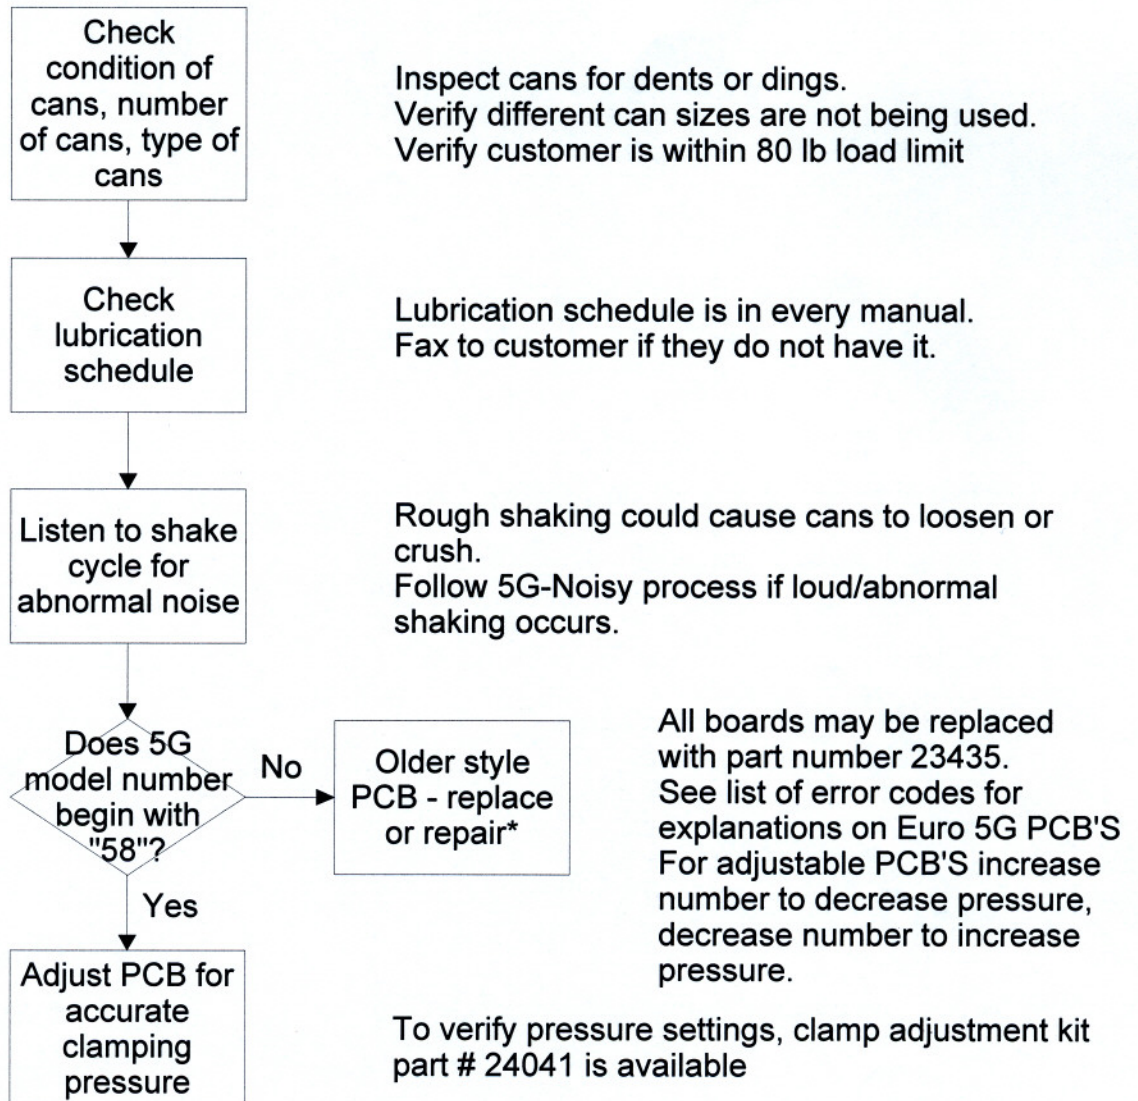 Check
condition of
cans, number
of cans, type of
cans
Inspect cans for dents or dings.
Verify different can sizes are not being used.
Verify customer is within 80 lb load limit
Check
lubrication
schedule
Lubrication schedule is in every manual.
Fax to customer if they do not have it.
Listen to shake
cycle for
abnormal noise
Rough shaking could cause cans to loosen or
crush.
Follow 5G-Noisy process if loud/abnormal
shaking occurs.
Does 5G
model number
begin with
"58"?
No
Older style
PCB - replace
or repair*
All boards may be replaced
with part number 23435.
See list of error codes for
explanations on Euro 5G PCB'S
For adjustable PCB'S increase
number to decrease pressure,
decrease number to increase
pressure.
Yes
Adjust PCB for
accurate
clamping
pressure
To verify pressure settings, clamp adjustment kit
part # 24041 is available